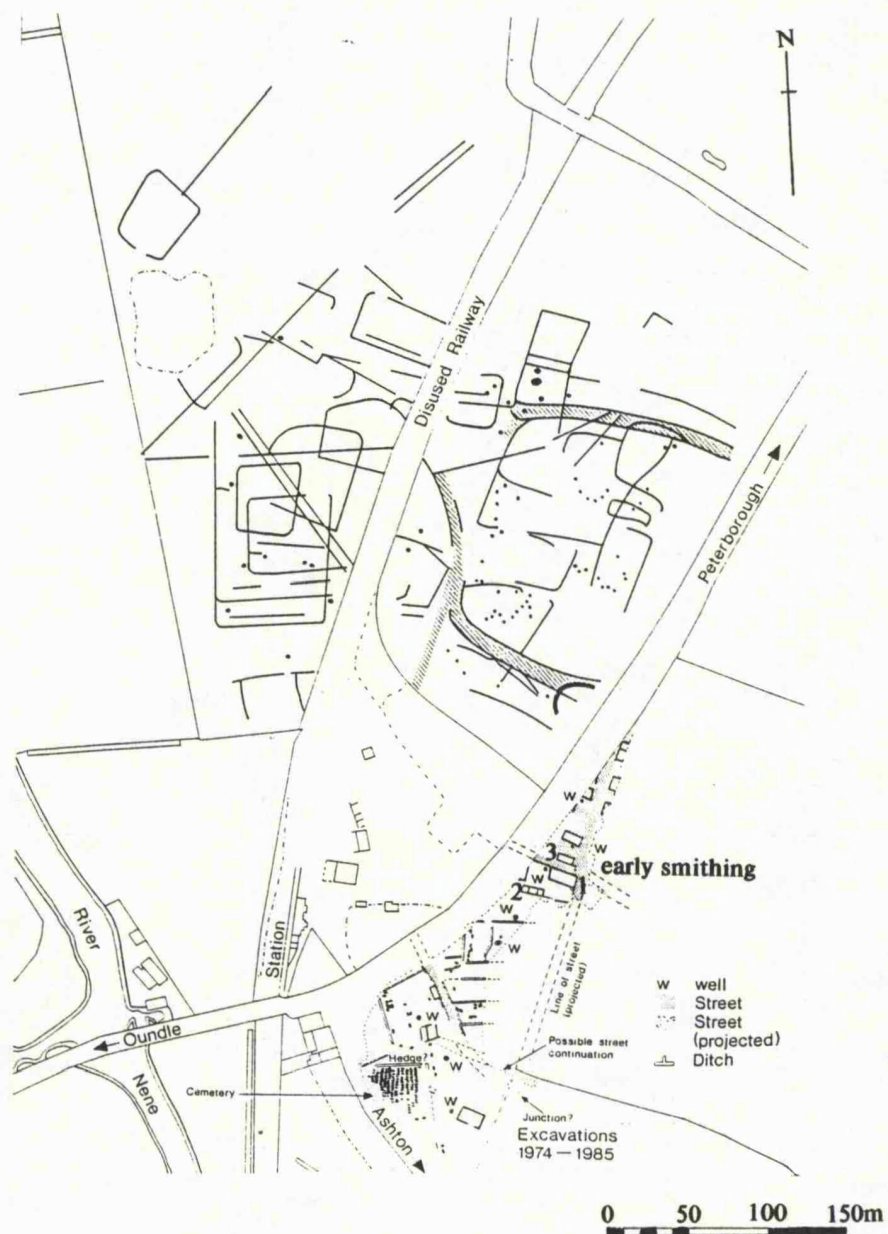 N
Disused Railway
Peterborough
W
3
W
early smithing
W
2
1
W
W
River
Station
Line of street
(projected)
W well
Street
Street
(projected)
Ditch
Oundle
W
Possible street
continuation
Hedge?
W
Cemetery
Nene
W
Ashton
Junction?
Excavations
1974 — 1985
0 50 100 150m